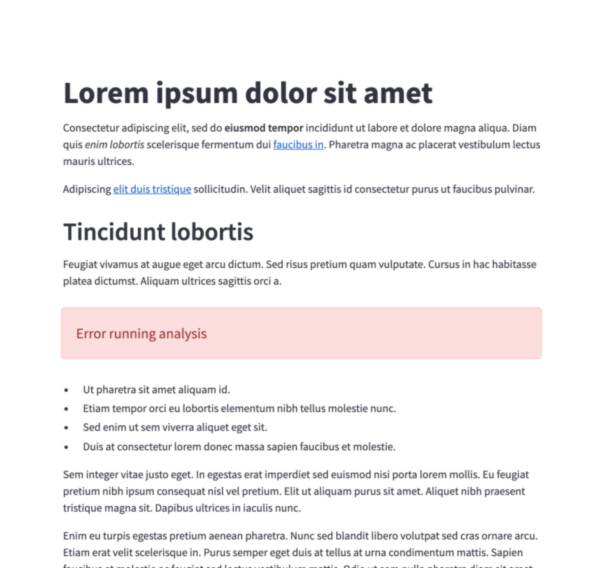 Lorem ipsum dolor sit amet
Consectetur adipiscing elit, sed do eiusmod tempor incididunt ut labore et dolore magna aliqua. Diam
quis enim lobortis scelerisque fermentum dui faucibus in. Pharetra magna ac placerat vestibulum lectus
mauris ultrices.
Adipiscing elit duis tristique sollicitudin. Velit aliquet sagittis id consectetur purus ut faucibus pulvinar.
Tincidunt lobortis
Feugiat vivamus at augue eget arcu dictum. Sed risus pretium quam vulputate. Cursus in hac habitasse
platea dictumst. Aliquam ultrices sagittis orci a.
Error running analysis
• Ut pharetra sit amet aliquam id.
• Etiam tempor orci eu lobortis elementum nibh tellus molestie nunc.
• Sed enim ut sem viverra aliquet eget sit.
• Duis at consectetur lorem donec massa sapien faucibus et molestie.
Sem integer vitae justo eget. In egestas erat imperdiet sed euismod nisi porta lorem mollis. Eu feugiat
pretium nibh ipsum consequat nisl vel pretium. Elit ut aliquam purus sit amet. Aliquet nibh praesent
tristique magna sit. Dapibus ultrices in iaculis nunc.
Enim eu turpis egestas pretium aenean pharetra. Nunc sed blandit libero volutpat sed cras ornare arcu.
Etiam erat velit scelerisque in. Purus semper eget duis at tellus at urna condimentum mattis. Sapien